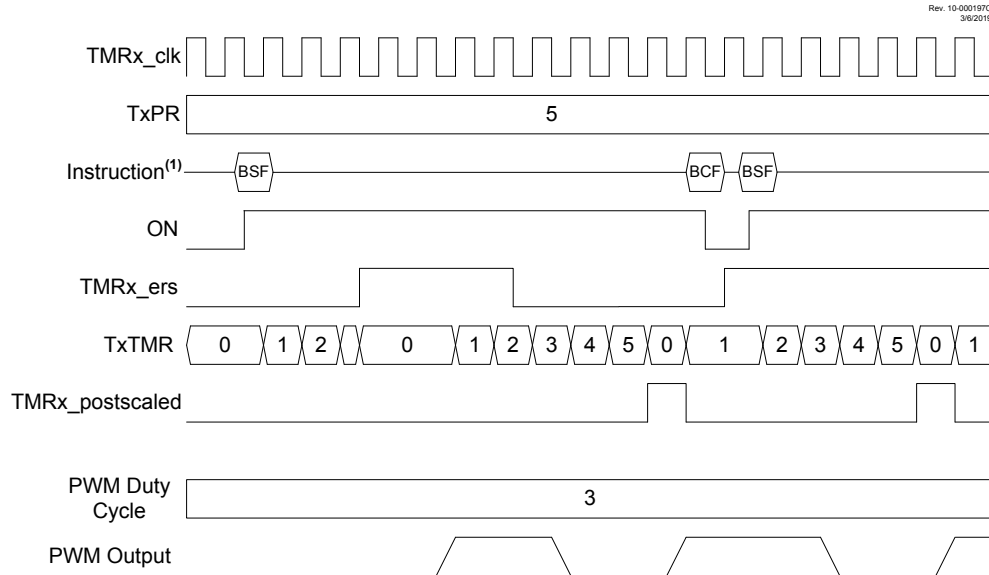 Rev. 10-0001970
3/6/2019
TMRx_clk
TxPR 5
Instruction(1) BSF BCF BSF
ON
TMRx_ers
TxTMR 0 1 2 0 1 2 3 4 5 0 1 2 3 4 5 0 1
TMRx_postscaled
PWM Duty
Cycle 3
PWM Output